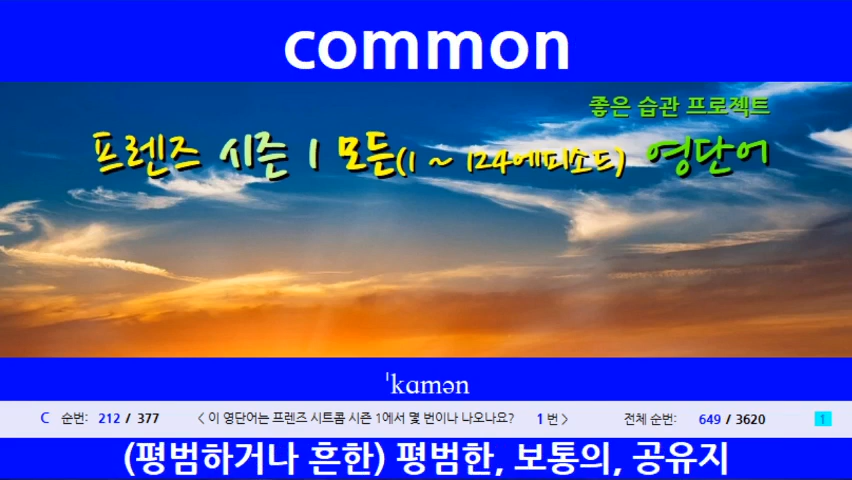 common
좋은 습관 프로젝트
프렌즈 시즌 1 모든(1 ~ 124에피소드) 영단어
ˈkɑmən
C 순번: 212 / 377 < 이 영단어는 프렌즈 시트콤 시즌 1에서 몇 번이나 나오나요? 1 번 > 전체 순번: 649 / 3620 1
(평범하거나 흔한) 평범한, 보통의, 공유지